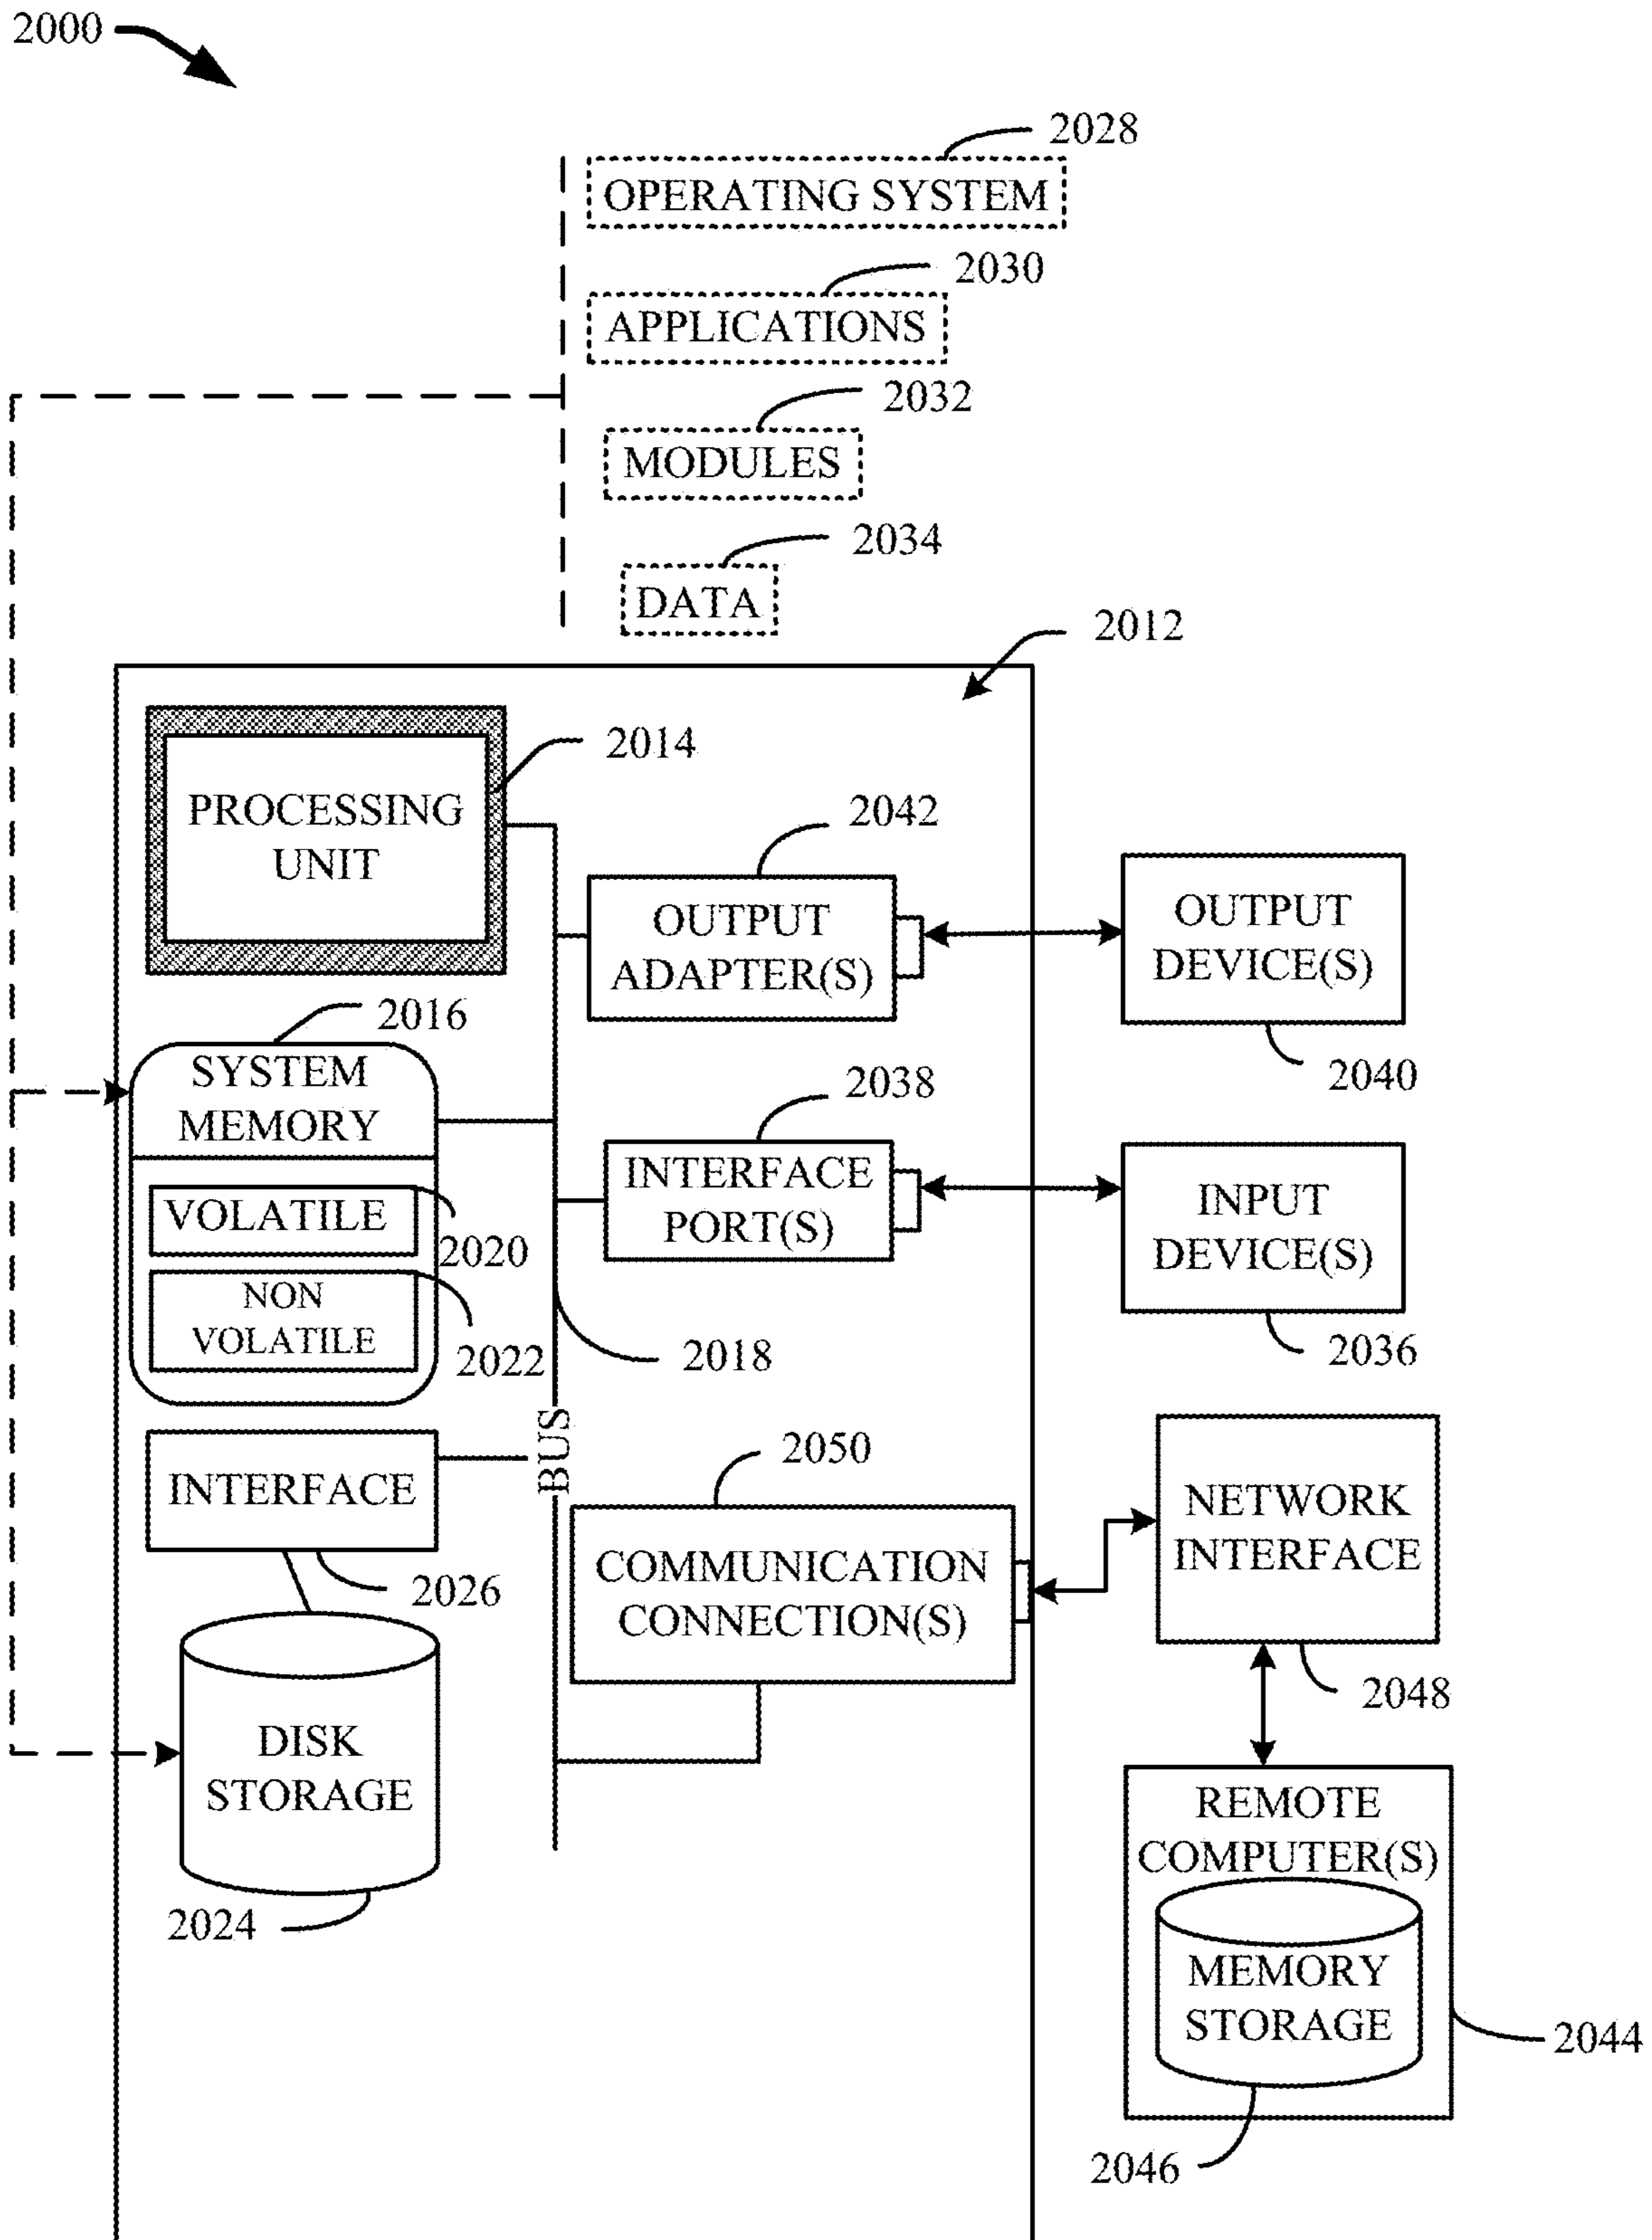 2000
2028
OPERATING SYSTEM
2030
APPLICATIONS
2032
MODULES
2034
DATA
2012
2014
PROCESSING
UNIT
2042
OUTPUT
ADAPTER(S)
OUTPUT
DEVICE(S)
2040
2016
SYSTEM
MEMORY
VOLATILE
2020
NON
VOLATILE
2022
2038
INTERFACE
PORT(S)
INPUT
DEVICE(S)
2036
2018
BUS
INTERFACE
2026
2050
COMMUNICATION
CONNECTION(S)
NETWORK
INTERFACE
2048
DISK
STORAGE
2024
REMOTE
COMPUTER(S)
MEMORY
STORAGE
2044
2046